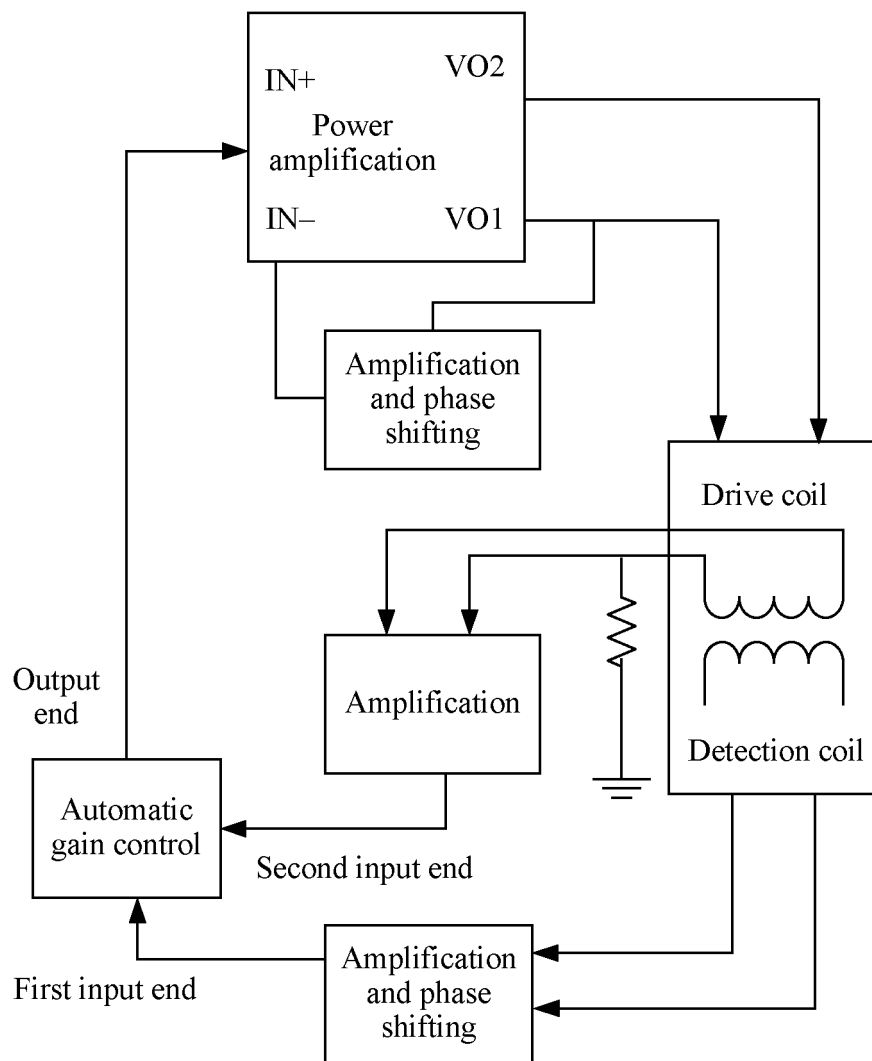 IN+
VO2
Power
amplification
IN–
VO1
Amplification
and phase
shifting
Drive coil
Amplification
Output
end
Detection coil
Automatic
gain control
Second input end
First input end
Amplification
and phase
shifting